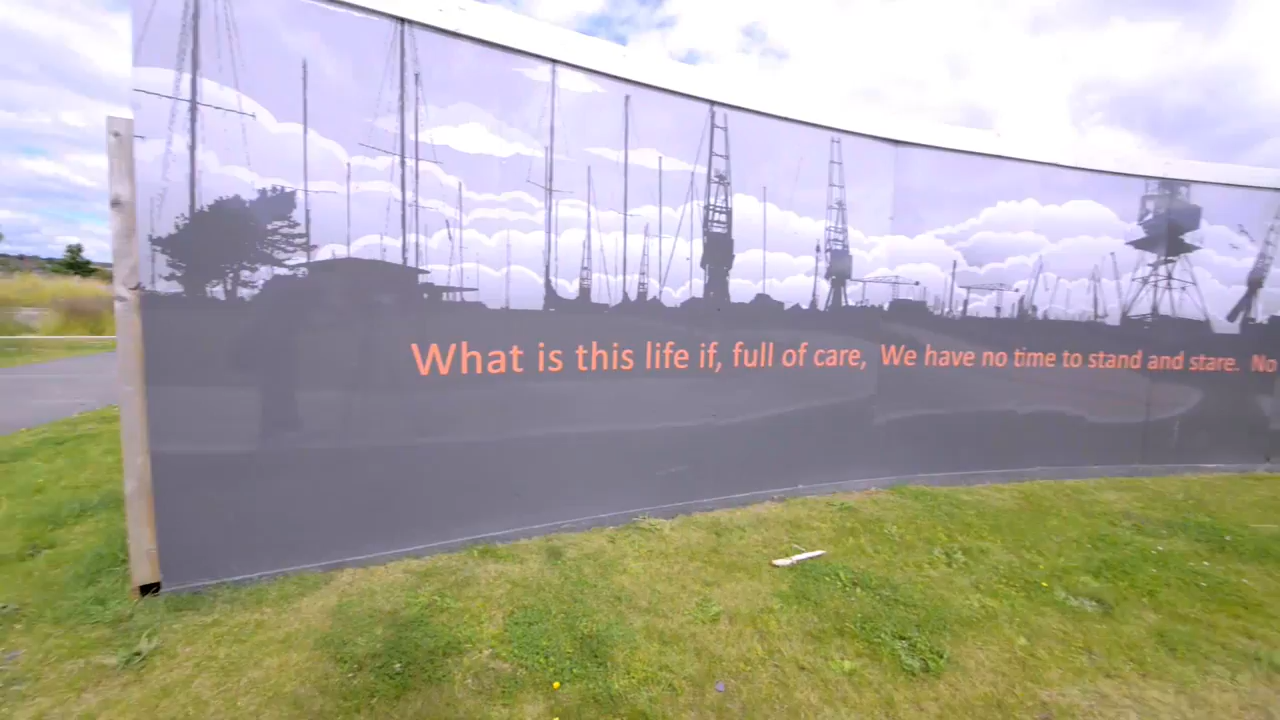 What is this life if, full of care, We have no time to stand and stare. No